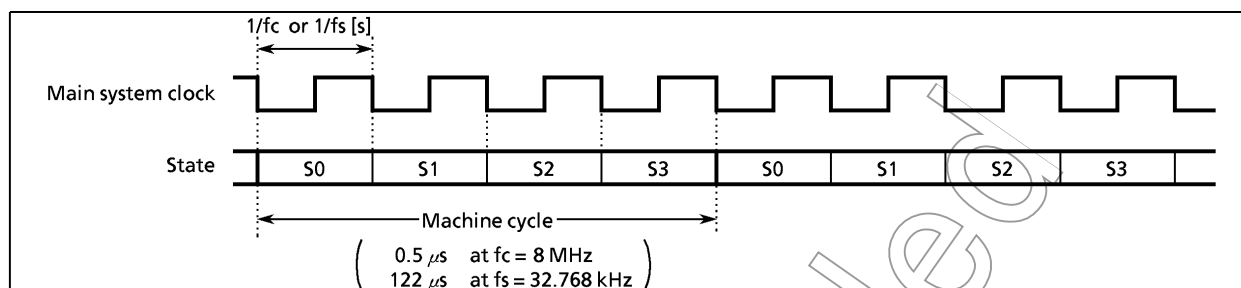 1/fc or 1/fs [s]
Main system clock
State S0 S1 S2 S3 S0 S1 S2 S3
Machine cycle
0.5 μs at fc = 8 MHz
122 μs at fs = 32.768 kHz